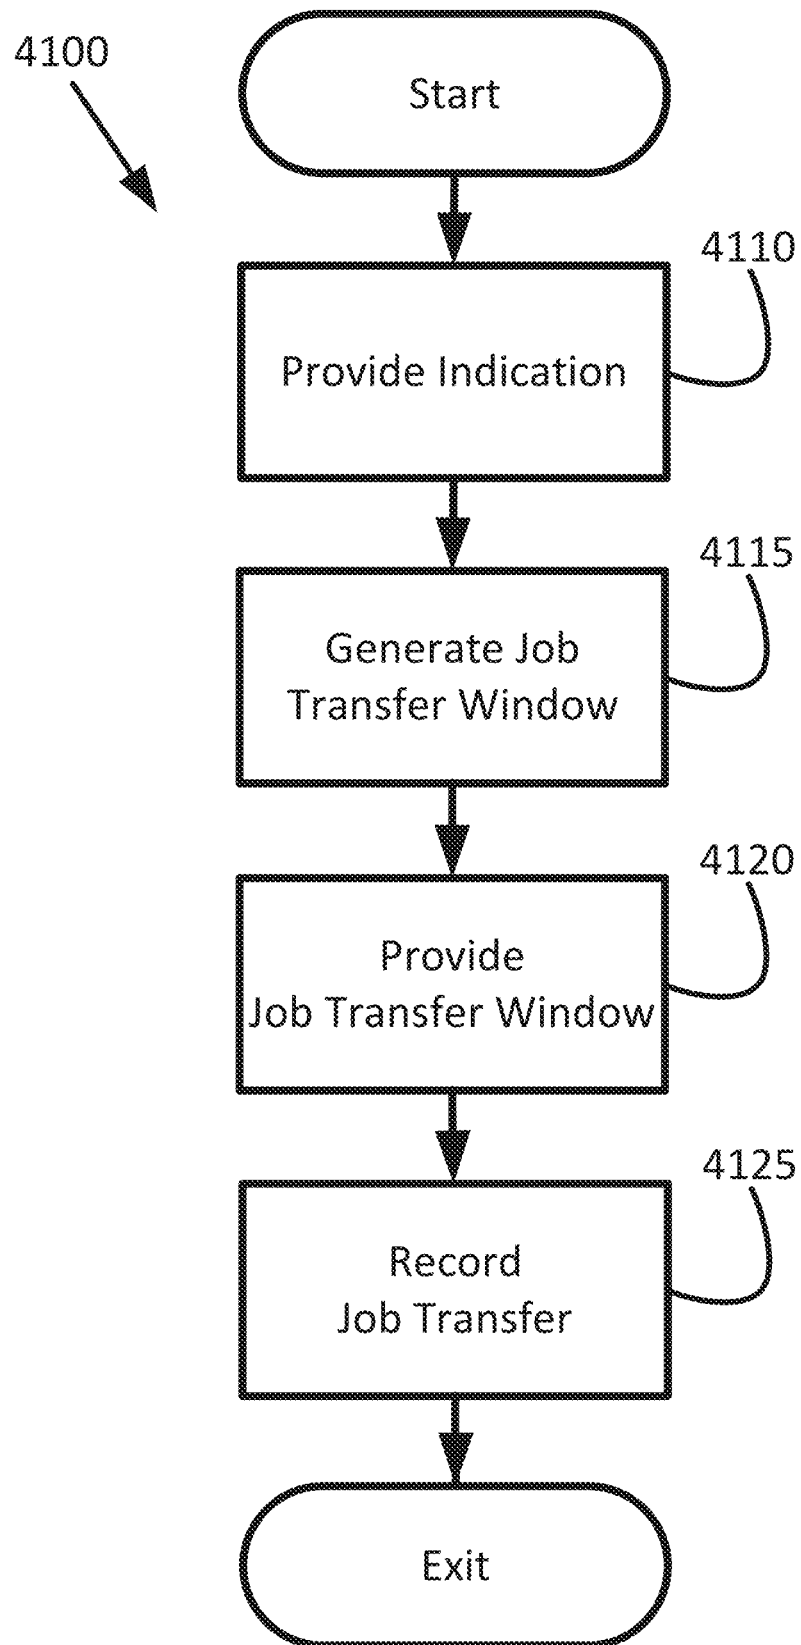 4100
Start
4110
Provide Indication
4115
Generate Job
Transfer Window
4120
Provide
Job Transfer Window
4125
Record
Job Transfer
Exit